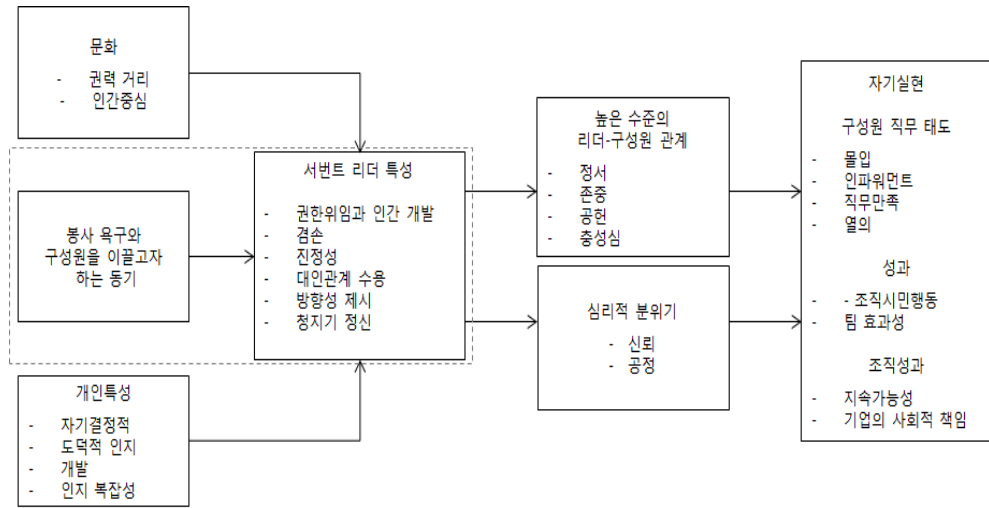 문화
- 권력 거리
- 인간중심
봉사 욕구와
구성원을 이끌고자
하는 동기
개인특성
- 자기결정적
- 도덕적 인지
- 개발
- 인지 복잡성
서번트 리더 특성
- 권한위임과 인간 개발
- 겸손
- 진정성
- 대인관계 수용
- 방향성 제시
- 청지기 정신
높은 수준의
리더-구성원 관계
- 정서
- 존중
- 공헌
- 충성심
심리적 분위기
- 신뢰
- 공정
자기실현
구성원 직무 태도
- 몰입
- 인파워먼트
- 직무만족
- 열의
성과
- - 조직시민행동
- 팀 효과성
조직성과
- 지속가능성
- 기업의 사회적 책임